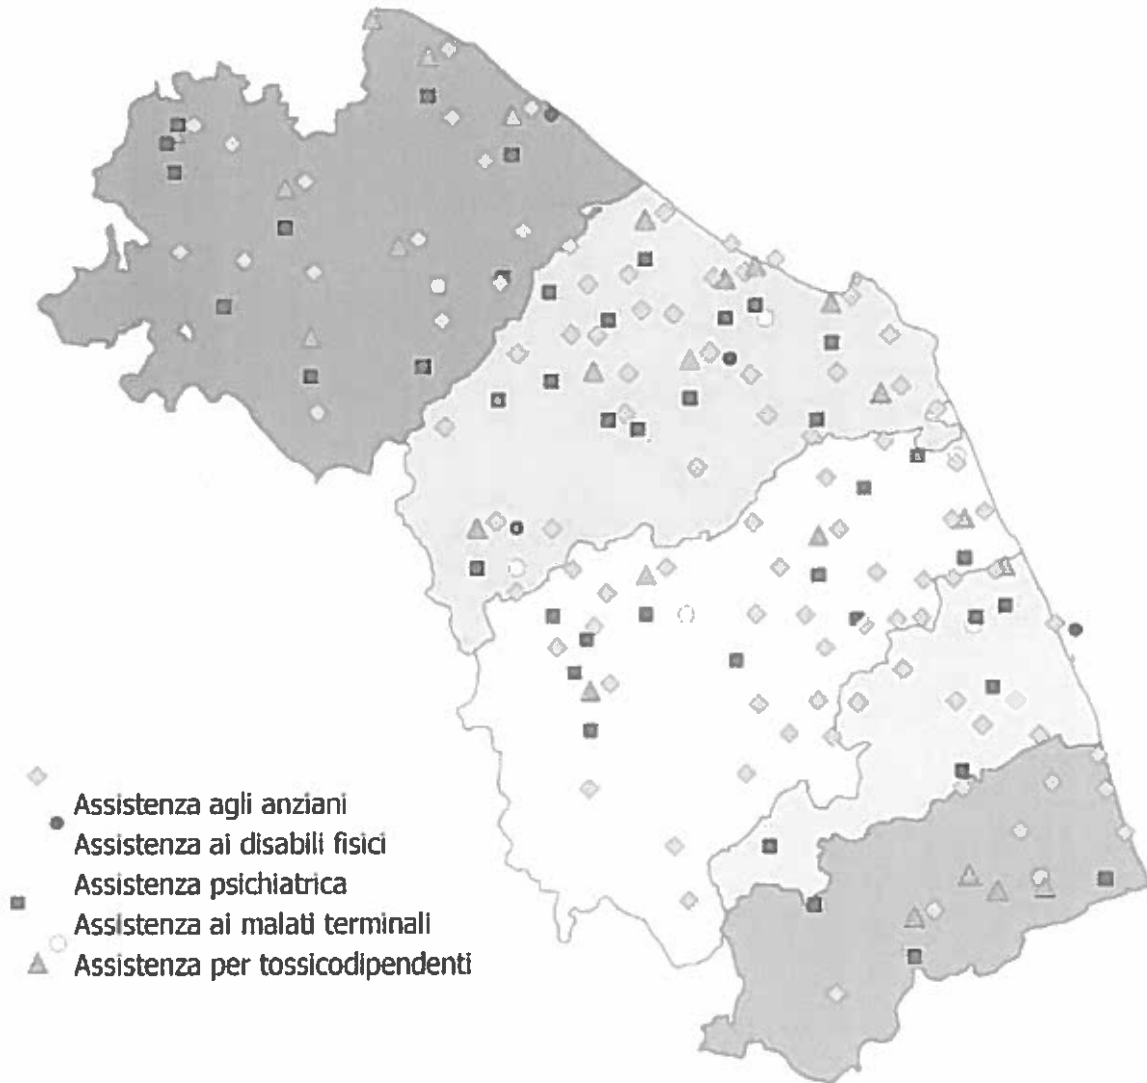 Assistenza agli anziani
Assistenza ai disabili fisici
Assistenza psichiatrica
Assistenza ai malati terminali
Assistenza per tossicodipendenti